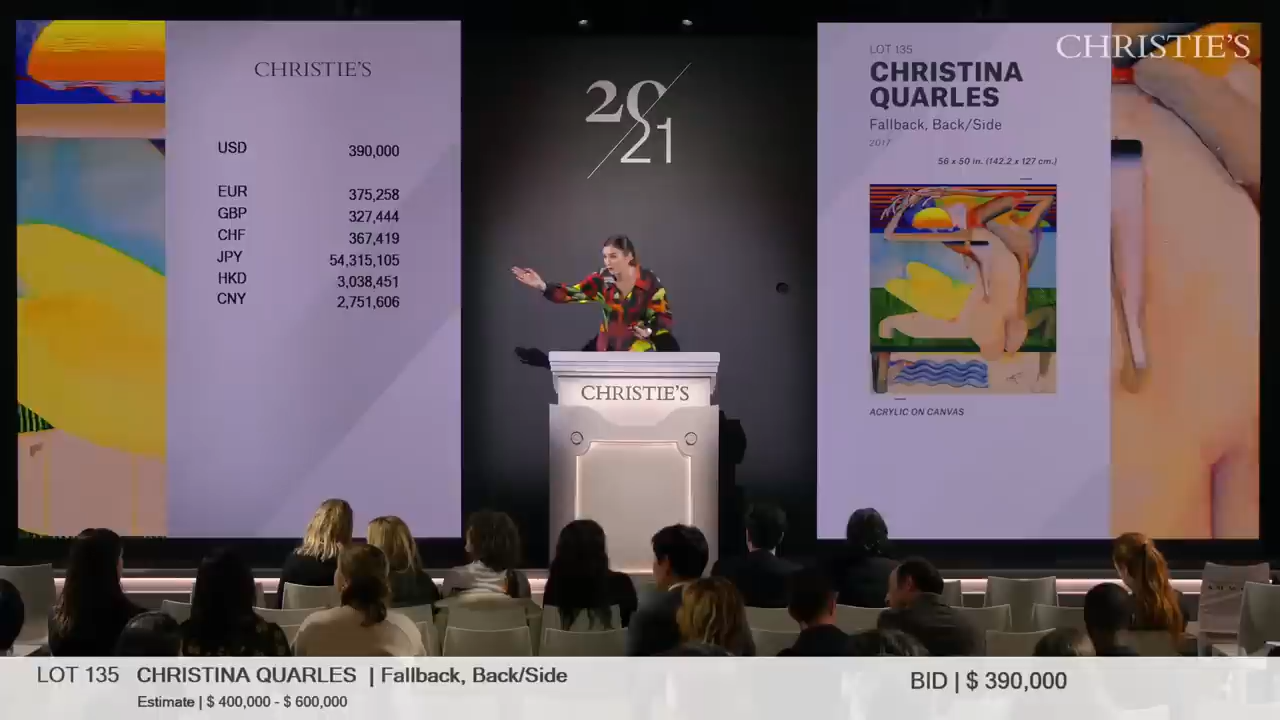 CHRISTIE'S
USD 390,000
EUR 375,258
GBP 327,444
CHF 367,419
JPY 54,315,105
HKD 3,038,451
CNY 2,751,606
20
21
CHRISTIE'S
LOT 135
CHRISTINA
QUARLES
Fallback, Back/Side
2017
56 x 50 in. (142.2 x 127 cm.)
ACRYLIC ON CANVAS
CHRISTIE'S
LOT 135 CHRISTINA QUARLES | Fallback, Back/Side
Estimate | $ 400,000 - $ 600,000
BID | $ 390,000